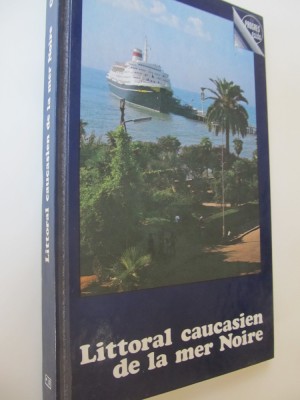 Littoral caucasien
de la mer Noire
Littoral caucasien de la mer Noire